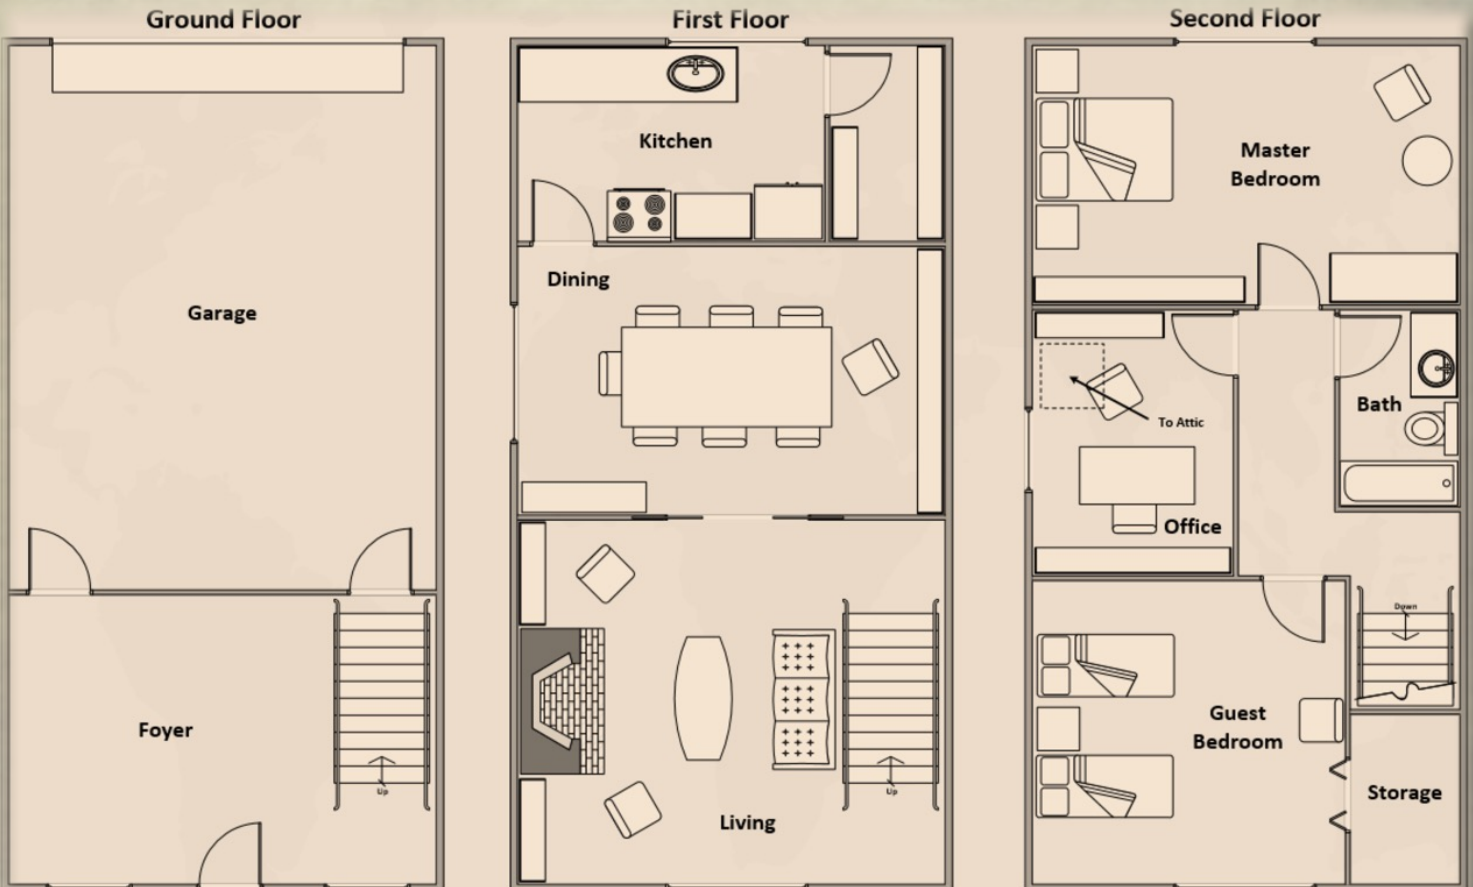 Ground Floor
First Floor
Second Floor
Garage
Foyer
Up
Kitchen
Dining
Living
Up
Master
Bedroom
To Attic
Office
Bath
Down
Guest
Bedroom
Storage